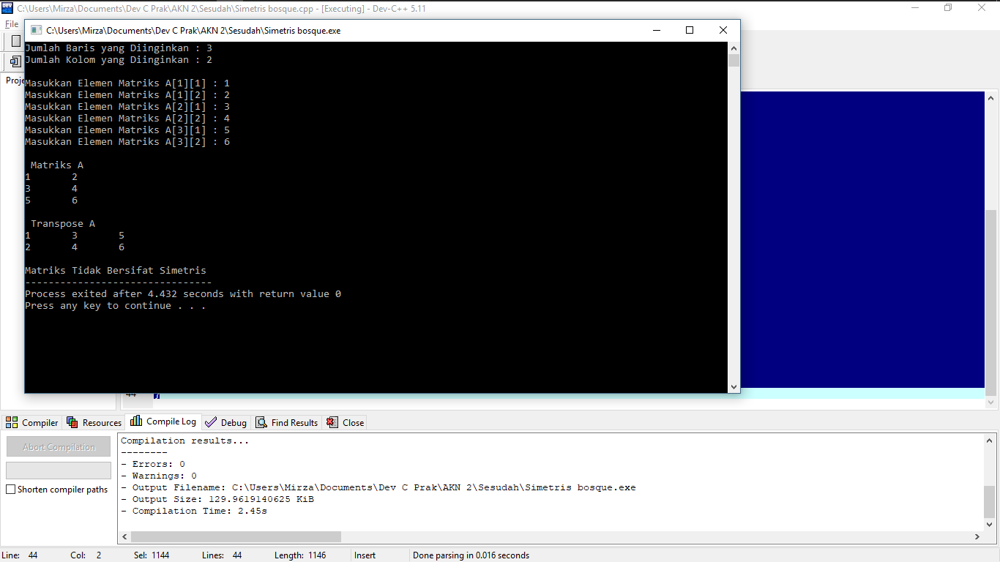 C:\Users\Mirza\Documents\Dev C Prak\AKN 2\Sesudah\Simetris bosque.cpp - [Executing] - Dev-C++ 5.11
File
C:\Users\Mirza\Documents\Dev C Prak\AKN 2\Sesudah\Simetris bosque.exe
Jumlah Baris yang Diinginkan : 3
Jumlah Kolom yang Diinginkan : 2
Masukkan Elemen Matriks A[1][1] : 1
Masukkan Elemen Matriks A[1][2] : 2
Masukkan Elemen Matriks A[2][1] : 3
Masukkan Elemen Matriks A[2][2] : 4
Masukkan Elemen Matriks A[3][1] : 5
Masukkan Elemen Matriks A[3][2] : 6
Matriks A
1 2
3 4
5 6
Transpose A
1 3 5
2 4 6
Matriks Tidak Bersifat Simetris
--------------------------------
Process exited after 4.432 seconds with return value 0
Press any key to continue . . .
44
Compiler Resources Compile Log Debug Find Results Close
Abort Compilation
Shorten compiler paths
Compilation results...
--------
- Errors: 0
- Warnings: 0
- Output Filename: C:\Users\Mirza\Documents\Dev C Prak\AKN 2\Sesudah\Simetris bosque.exe
- Output Size: 129.9619140625 KiB
- Compilation Time: 2.45s
Line: 44 Col: 2 Sel: 1144 Lines: 44 Length: 1146 Insert Done parsing in 0.016 seconds